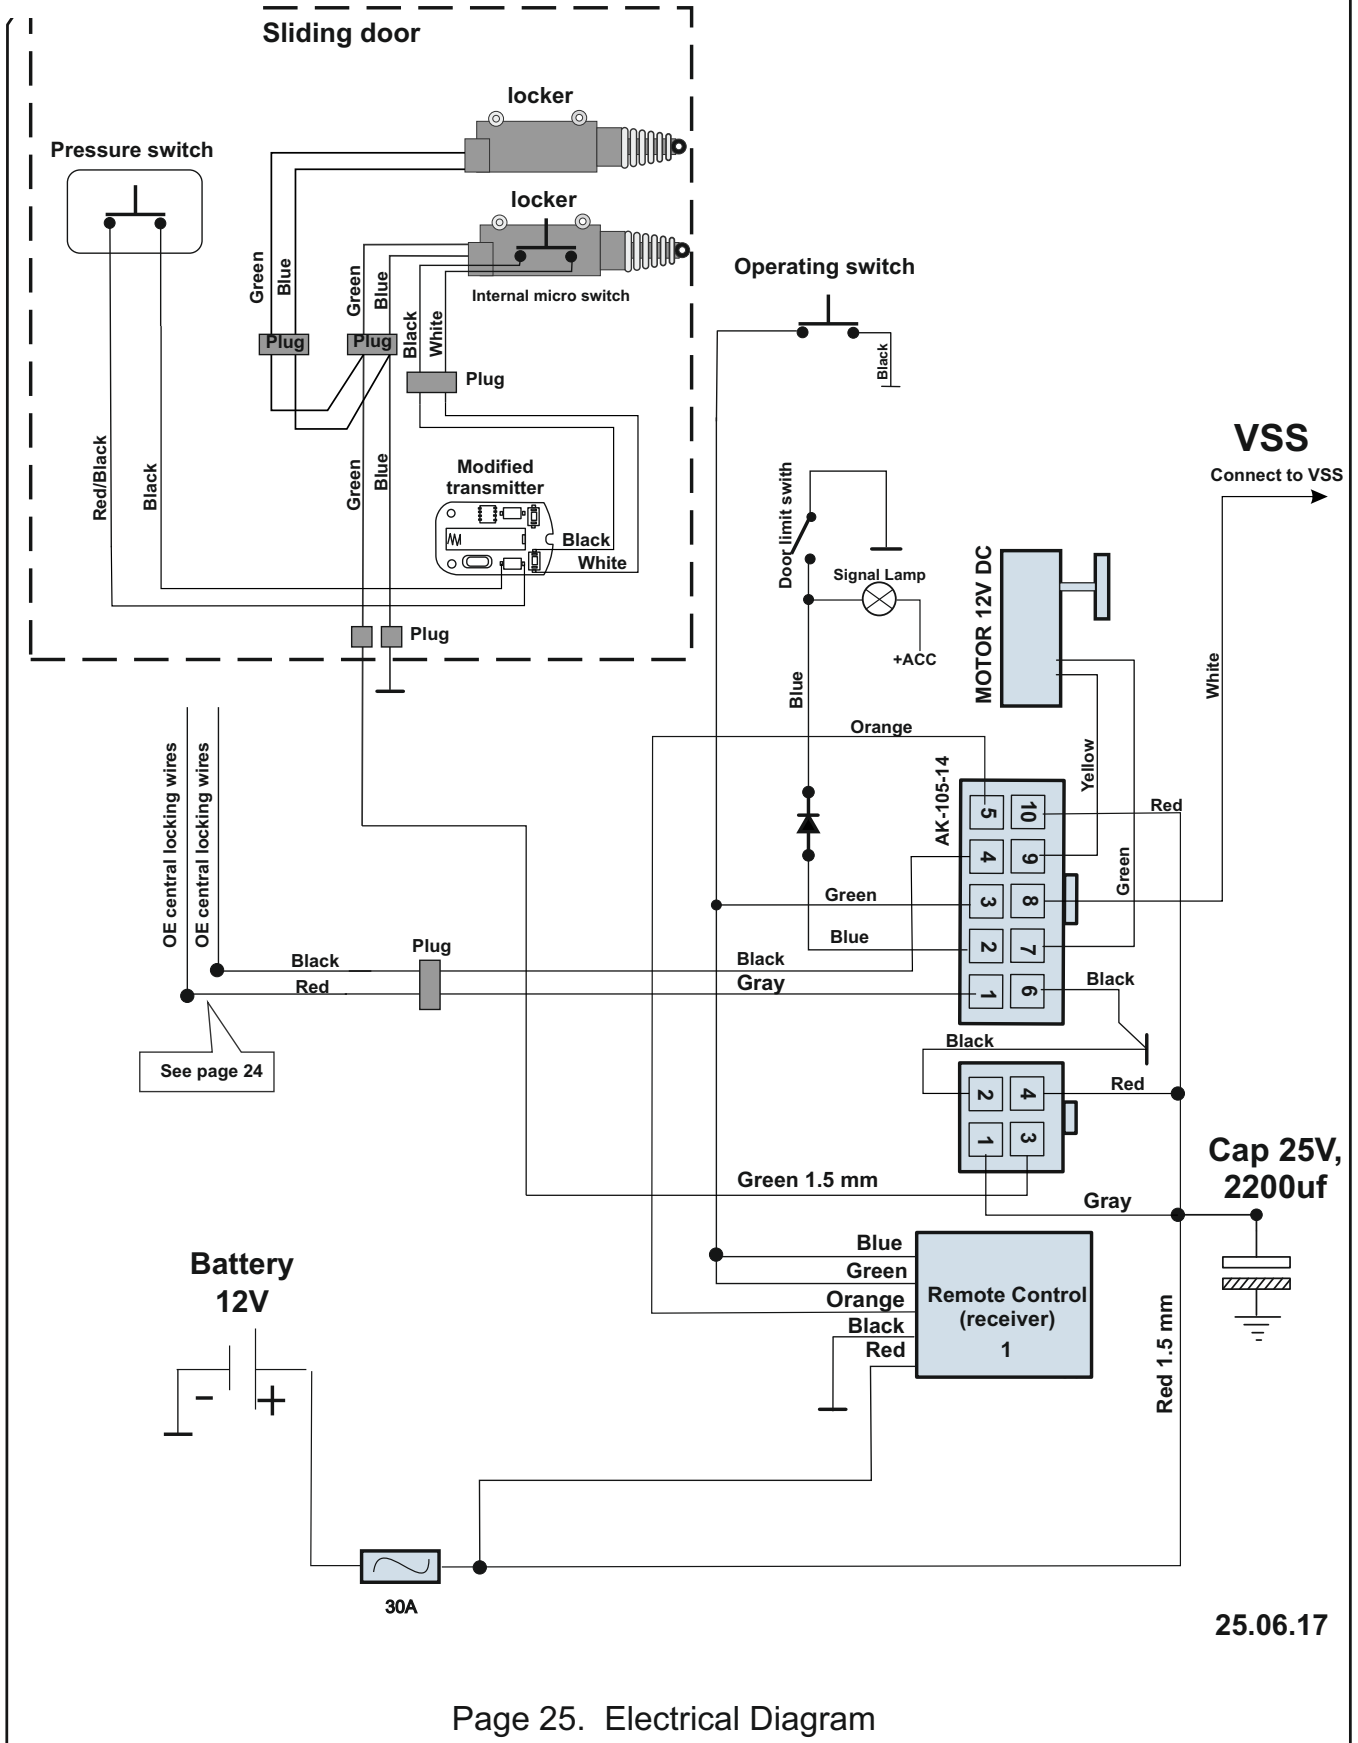 Sliding door
locker
Pressure switch
locker
Internal micro switch
Green
Blue
Green
Blue
Black
White
Plug
Plug
Plug
Operating switch
Black
Red/Black
Black
Green
Blue
Modified
transmitter
Black
White
Plug
VSS
Connect to VSS
Door limit swith
Signal Lamp
+ACC
MOTOR 12V DC
White
Blue
Orange
Yellow
Green
AK-105-14
Red
5
10
4
9
3
8
2
7
1
6
Green
Blue
OE central locking wires
OE central locking wires
Plug
Black
Red
Black
Gray
Black
See page 24
Black
2
4
1
3
Red
Cap 25V,
2200uf
Green 1.5 mm
Gray
Blue
Green
Orange
Black
Red
Remote Control
(receiver)
1
Red 1.5 mm
Battery
12V
- +
30A
25.06.17
Page 25. Electrical Diagram